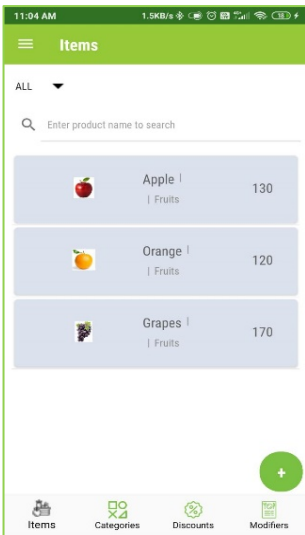 11:04 AM 1.5KB/s
Items
ALL
Enter product name to search
Apple |
| Fruits
130
Orange |
| Fruits
120
Grapes |
| Fruits
170
+
Items Categories Discounts Modifiers